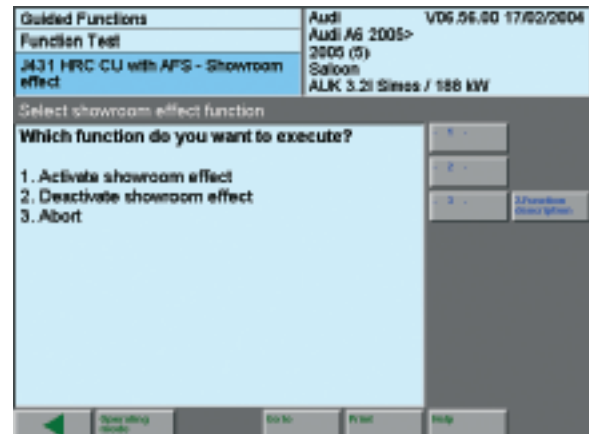 Guided Functions
Function Test
J431 HRC CU with AFS - Showroom
effect
Audi V06.56.00 17/02/2004
Audi A6 2005>
2005 (5)
Saloon
AUK 3.2l Simos / 188 kW
Select showroom effect function
Which function do you want to execute?
1. Activate showroom effect
2. Deactivate showroom effect
3. Abort
- 1 -
- 2 -
- 3 -
2.Function
description
Operating
mode
Go to
Print
Help